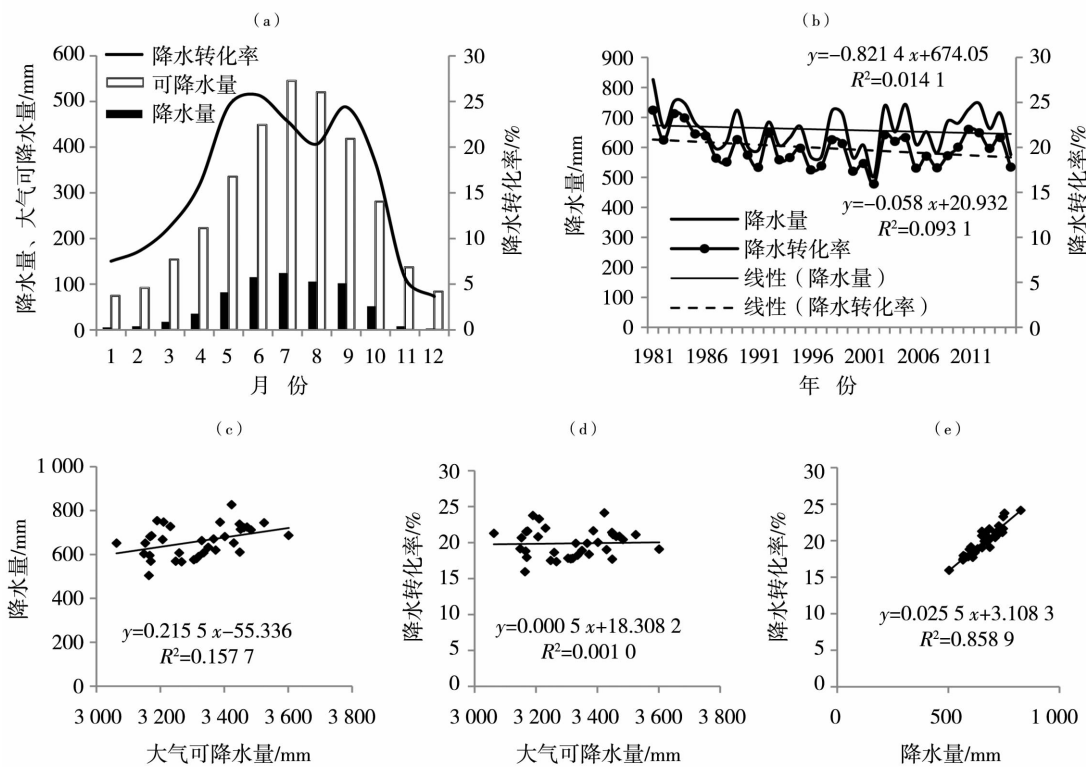 (a)
降水转化率
可降水量
降水量
降水量、大气可降水量/mm
600
500
400
300
200
100
0
30
25
20
15
10
5
0
降水转化率/%
1 2 3 4 5 6 7 8 9 10 11 12
月 份
(b)
y=-0.821 4 x+674.05
R²=0.014 1
y=-0.058 x+20.932
R²=0.093 1
降水量
降水转化率
线性（降水量）
线性（降水转化率）
降水量/mm
900
800
700
600
500
400
300
200
100
0
30
25
20
15
10
5
0
降水转化率/%
1981 1986 1991 1996 2001 2006 2011
年 份
(c)
降水量/mm
1 000
800
600
400
200
0
y=0.215 5 x-55.336
R²=0.157 7
3 000 3 200 3 400 3 600 3 800
大气可降水量/mm
(d)
降水转化率/%
30
25
20
15
10
5
0
y=0.000 5 x+18.308 2
R²=0.001 0
3 000 3 200 3 400 3 600 3 800
大气可降水量/mm
(e)
降水转化率/%
30
25
20
15
10
5
0
y=0.025 5 x+3.108 3
R²=0.858 9
0 500 1 000
降水量/mm